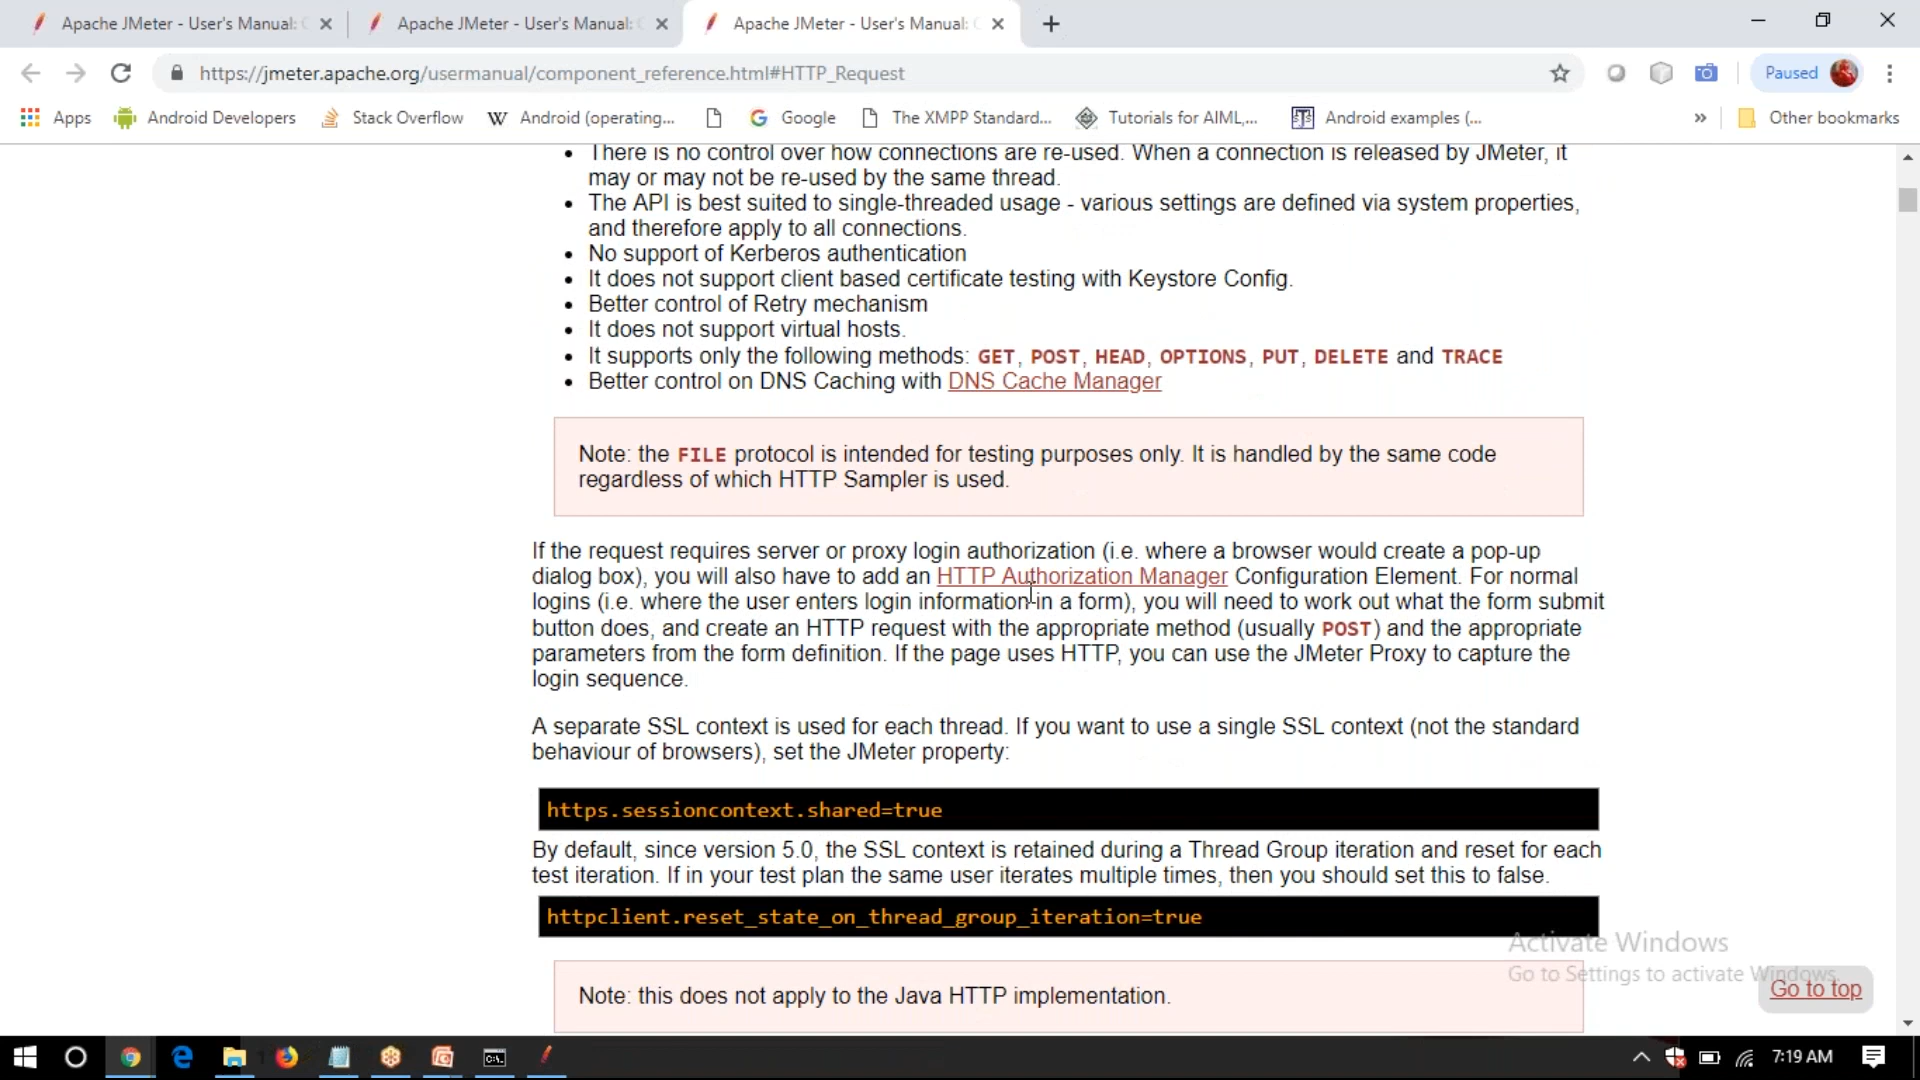 Apache JMeter - User's Manual:
Apache JMeter - User's Manual:
Apache JMeter - User's Manual:
https://jmeter.apache.org/usermanual/component_reference.html#HTTP_Request
Paused
Apps
Android Developers
Stack Overflow
W Android (operating...
Google
The XMPP Standard...
Tutorials for AIML,...
Android examples (...
»
Other bookmarks
• There is no control over how connections are re-used. When a connection is released by JMeter, it
may or may not be re-used by the same thread.
• The API is best suited to single-threaded usage - various settings are defined via system properties,
and therefore apply to all connections.
• No support of Kerberos authentication
• It does not support client based certificate testing with Keystore Config.
• Better control of Retry mechanism
• It does not support virtual hosts.
• It supports only the following methods: GET, POST, HEAD, OPTIONS, PUT, DELETE and TRACE
• Better control on DNS Caching with DNS Cache Manager
Note: the FILE protocol is intended for testing purposes only. It is handled by the same code
regardless of which HTTP Sampler is used.
If the request requires server or proxy login authorization (i.e. where a browser would create a pop-up
dialog box), you will also have to add an HTTP Authorization Manager Configuration Element. For normal
logins (i.e. where the user enters login information in a form), you will need to work out what the form submit
button does, and create an HTTP request with the appropriate method (usually POST) and the appropriate
parameters from the form definition. If the page uses HTTP, you can use the JMeter Proxy to capture the
login sequence.
A separate SSL context is used for each thread. If you want to use a single SSL context (not the standard
behaviour of browsers), set the JMeter property:
https.sessioncontext.shared=true
By default, since version 5.0, the SSL context is retained during a Thread Group iteration and reset for each
test iteration. If in your test plan the same user iterates multiple times, then you should set this to false.
httpclient.reset_state_on_thread_group_iteration=true
Note: this does not apply to the Java HTTP implementation.
Activate Windows
Go to Settings to activate Windows.
Go to top
7:19 AM